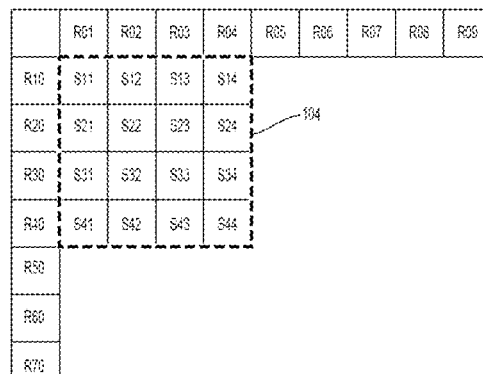 R01 R02 R03 R04 R05 R06 R07 R08 R09
R10 S11 S12 S13 S14
104
R20 S21 S22 S23 S24
R30 S31 S32 S33 S34
R40 S41 S42 S43 S44
R50
R60
R70